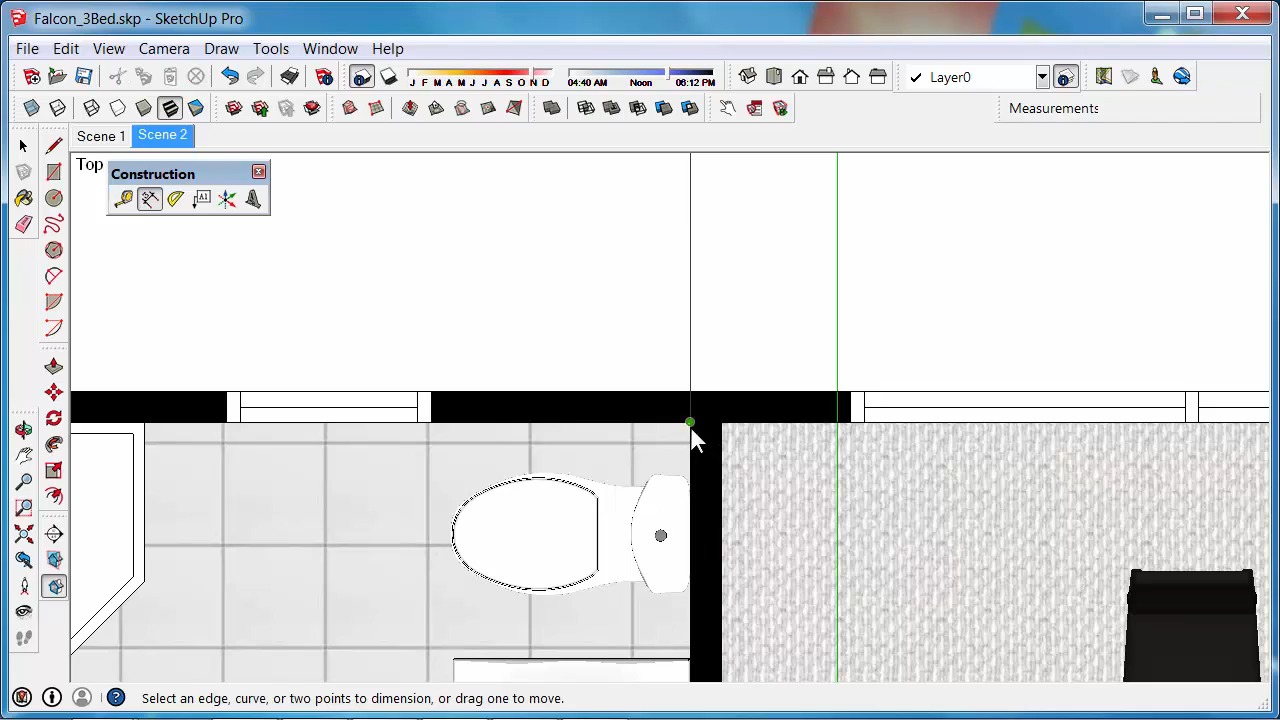 Falcon_3Bed.skp - SketchUp Pro
File Edit View Camera Draw Tools Window Help
J F M A M J J A S O N D
04:40 AM Noon 06:12 PM
Layer0
Measurements
Scene 1 Scene 2
Top
Construction
A1
Select an edge, curve, or two points to dimension, or drag one to move.